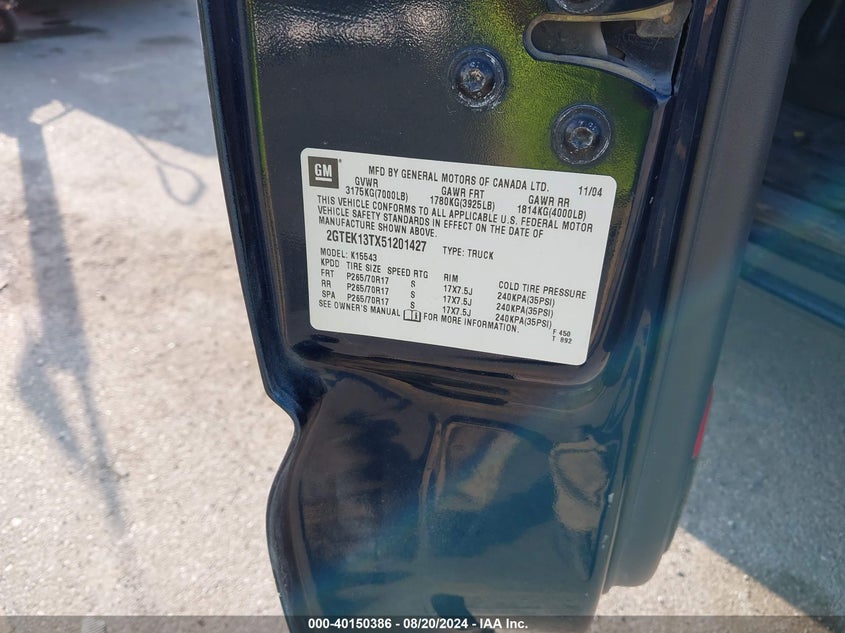 GM
MFD BY GENERAL MOTORS OF CANADA LTD. 11/04
GVWR GAWR FRT GAWR RR
3175KG(7000LB) 1780KG(3925LB) 1814KG(4000LB)
THIS VEHICLE CONFORMS TO ALL APPLICABLE U.S. FEDERAL MOTOR
VEHICLE SAFETY STANDARDS IN EFFECT ON THE DATE OF
MANUFACTURE SHOWN ABOVE.
2GTEK13TX51201427 TYPE: TRUCK
MODEL: K15543
KPDD TIRE SIZE SPEED RTG RIM COLD TIRE PRESSURE
FRT P265/70R17 S 17X7.5J 240KPA(35PSI)
RR P265/70R17 S 17X7.5J 240KPA(35PSI)
SPA P265/70R17 S 17X7.5J 240KPA(35PSI)
SEE OWNER'S MANUAL FOR MORE INFORMATION.
F 450
T 892
000-40150386 - 08/20/2024 - IAA Inc.